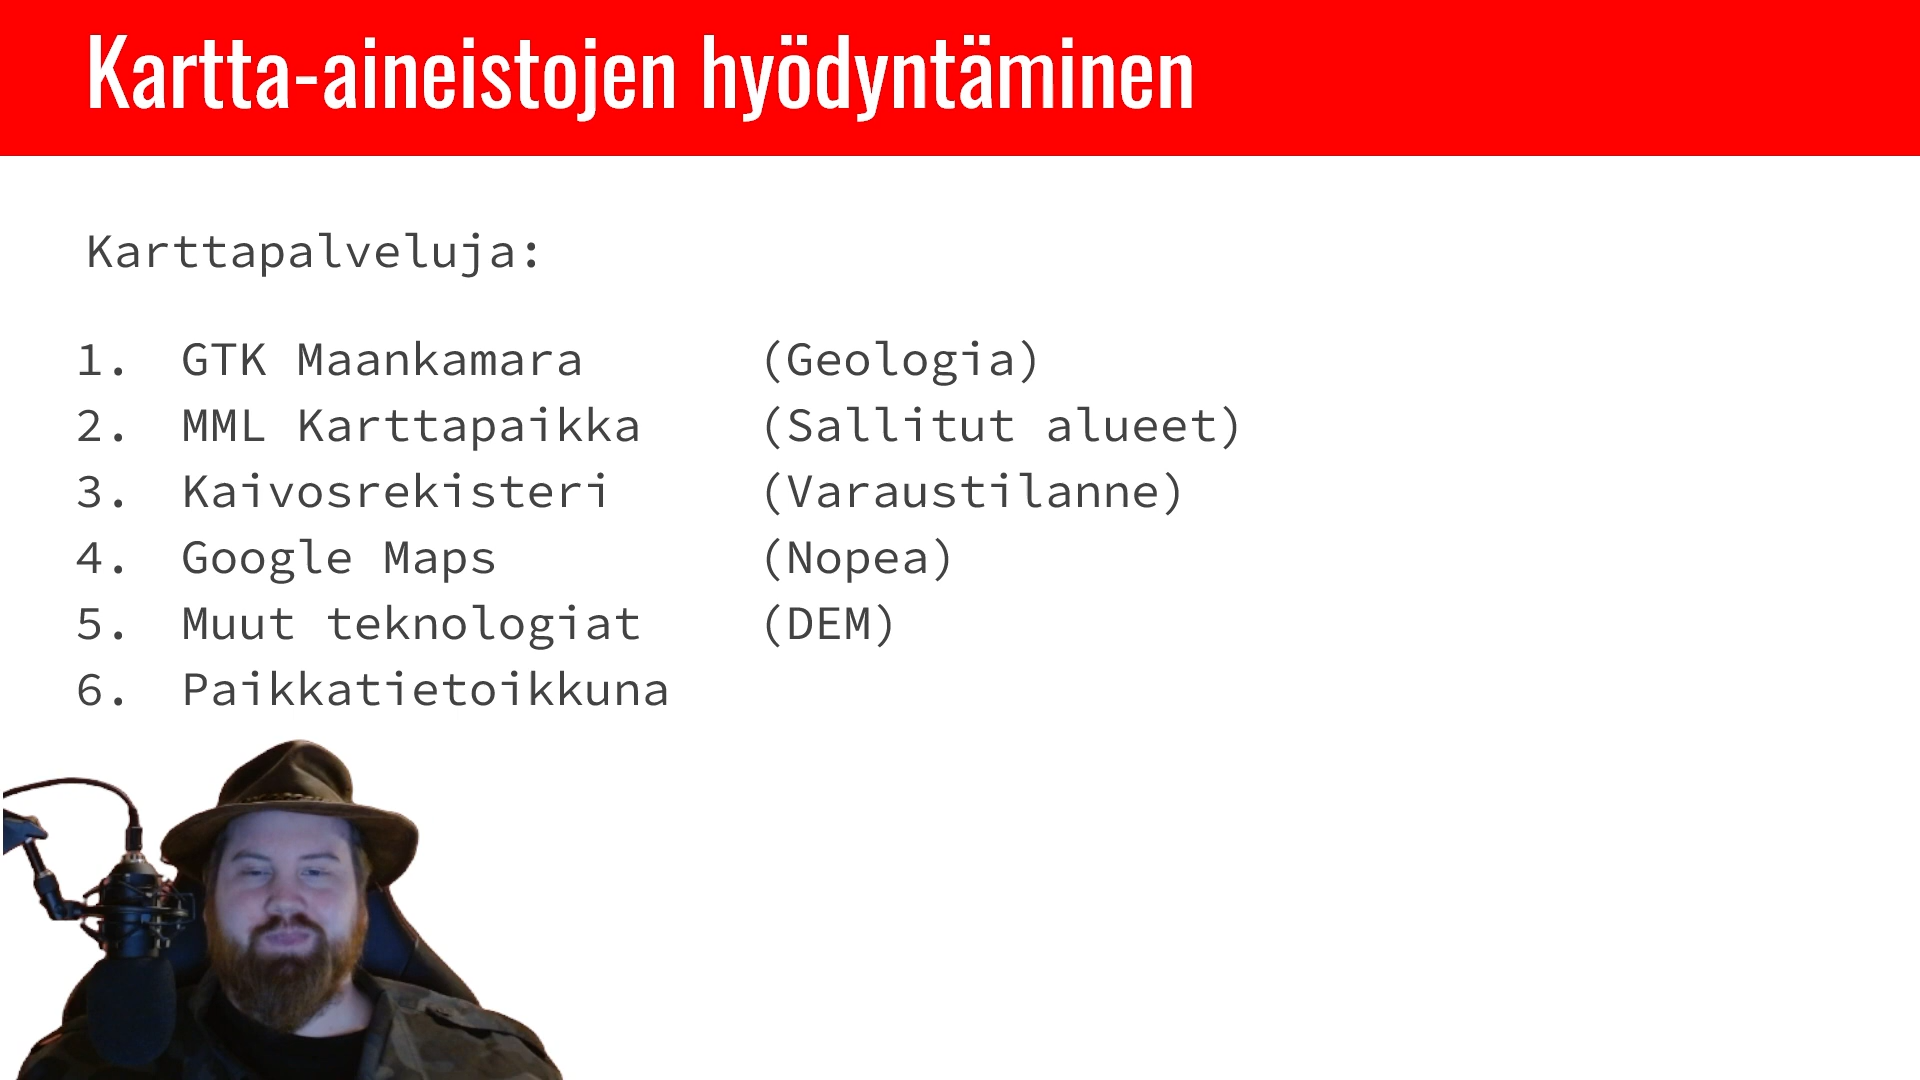 Kartta-aineistojen hyödyntäminen
Karttapalveluja:
1. GTK Maankamara (Geologia)
2. MML Karttapaikka (Sallitut alueet)
3. Kaivosrekisteri (Varaustilanne)
4. Google Maps (Nopea)
5. Muut teknologiat (DEM)
6. Paikkatietoikkuna